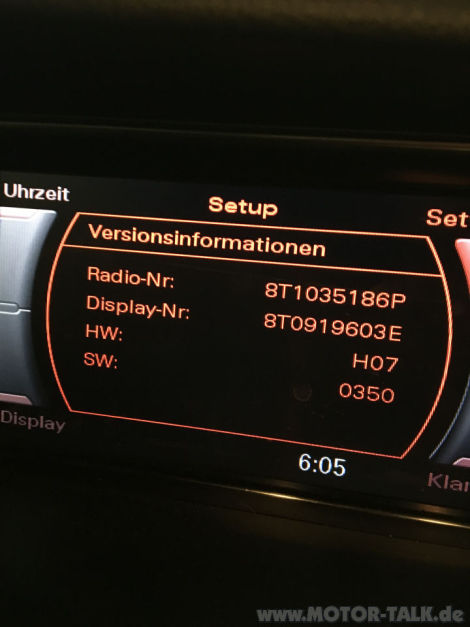 Uhrzeit
Setup
Set
Versionsinformationen
Radio-Nr: 8T1035186P
Display-Nr: 8T0919603E
HW: H07
SW: 0350
Display
6:05
Klan
www.MOTOR-TALK.de